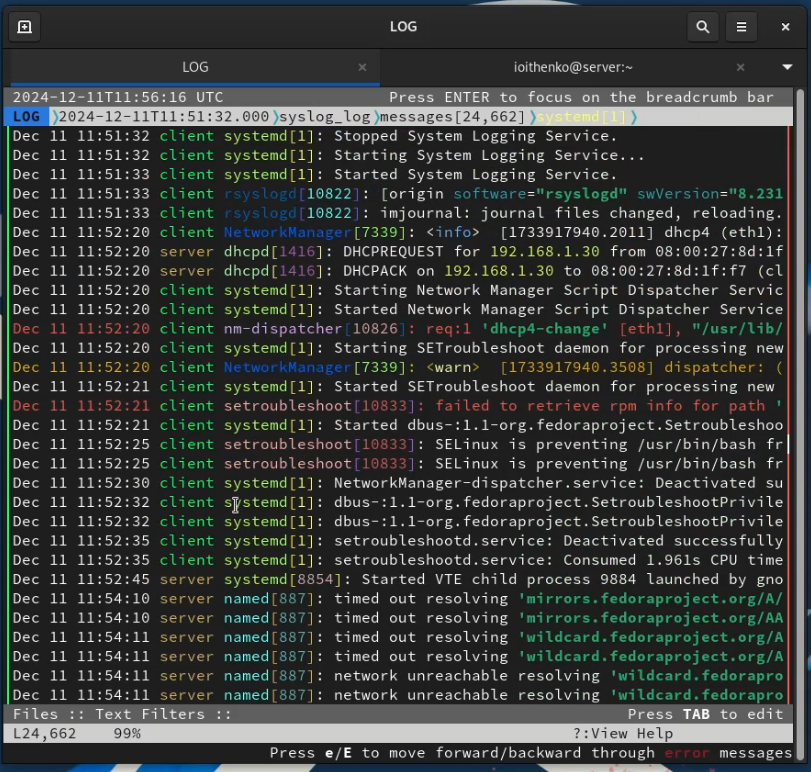 LOG
LOG
ioithenko@server:~
2024-12-11T11:56:16 UTC Press ENTER to focus on the breadcrumb bar
LOG ⟩2024-12-11T11:51:32.000⟩syslog_log⟩messages[24,662]⟩systemd[1]⟩
Dec 11 11:51:32 client systemd[1]: Stopped System Logging Service.
Dec 11 11:51:32 client systemd[1]: Starting System Logging Service...
Dec 11 11:51:32 client systemd[1]: Started System Logging Service.
Dec 11 11:51:33 client rsyslogd[10822]: [origin software="rsyslogd" swVersion="8.231
Dec 11 11:51:33 client rsyslogd[10822]: imjournal: journal files changed, reloading.
Dec 11 11:52:20 client NetworkManager[7339]: <info> [1733917940.2011] dhcp4 (eth1):
Dec 11 11:52:20 server dhcpd[1416]: DHCPREQUEST for 192.168.1.30 from 08:00:27:8d:1f
Dec 11 11:52:20 server dhcpd[1416]: DHCPACK on 192.168.1.30 to 08:00:27:8d:1f:f7 (cl
Dec 11 11:52:20 client systemd[1]: Starting Network Manager Script Dispatcher Servic
Dec 11 11:52:20 client systemd[1]: Started Network Manager Script Dispatcher Service
Dec 11 11:52:20 client nm-dispatcher[10826]: req:1 'dhcp4-change' [eth1], "/usr/lib/
Dec 11 11:52:20 client systemd[1]: Starting SETroubleshoot daemon for processing new
Dec 11 11:52:20 client NetworkManager[7339]: <warn> [1733917940.3508] dispatcher: (
Dec 11 11:52:21 client systemd[1]: Started SETroubleshoot daemon for processing new
Dec 11 11:52:21 client setroubleshoot[10833]: failed to retrieve rpm info for path '
Dec 11 11:52:21 client systemd[1]: Started dbus-:1.1-org.fedoraproject.Setroubleshoo
Dec 11 11:52:25 client setroubleshoot[10833]: SELinux is preventing /usr/bin/bash fr
Dec 11 11:52:25 client setroubleshoot[10833]: SELinux is preventing /usr/bin/bash fr
Dec 11 11:52:30 client systemd[1]: NetworkManager-dispatcher.service: Deactivated su
Dec 11 11:52:32 client systemd[1]: dbus-:1.1-org.fedoraproject.SetroubleshootPrivile
Dec 11 11:52:32 client systemd[1]: dbus-:1.1-org.fedoraproject.SetroubleshootPrivile
Dec 11 11:52:35 client systemd[1]: setroubleshootd.service: Deactivated successfully
Dec 11 11:52:35 client systemd[1]: setroubleshootd.service: Consumed 1.961s CPU time
Dec 11 11:52:45 server systemd[8854]: Started VTE child process 9884 launched by gno
Dec 11 11:54:10 server named[887]: timed out resolving 'mirrors.fedoraproject.org/A/
Dec 11 11:54:10 server named[887]: timed out resolving 'mirrors.fedoraproject.org/AA
Dec 11 11:54:11 server named[887]: timed out resolving 'wildcard.fedoraproject.org/A
Dec 11 11:54:11 server named[887]: timed out resolving 'wildcard.fedoraproject.org/A
Dec 11 11:54:11 server named[887]: network unreachable resolving 'wildcard.fedorapro
Dec 11 11:54:11 server named[887]: network unreachable resolving 'wildcard.fedorapro
Files :: Text Filters :: Press TAB to edit
L24,662 99% ?:View Help
Press e/E to move forward/backward through error messages